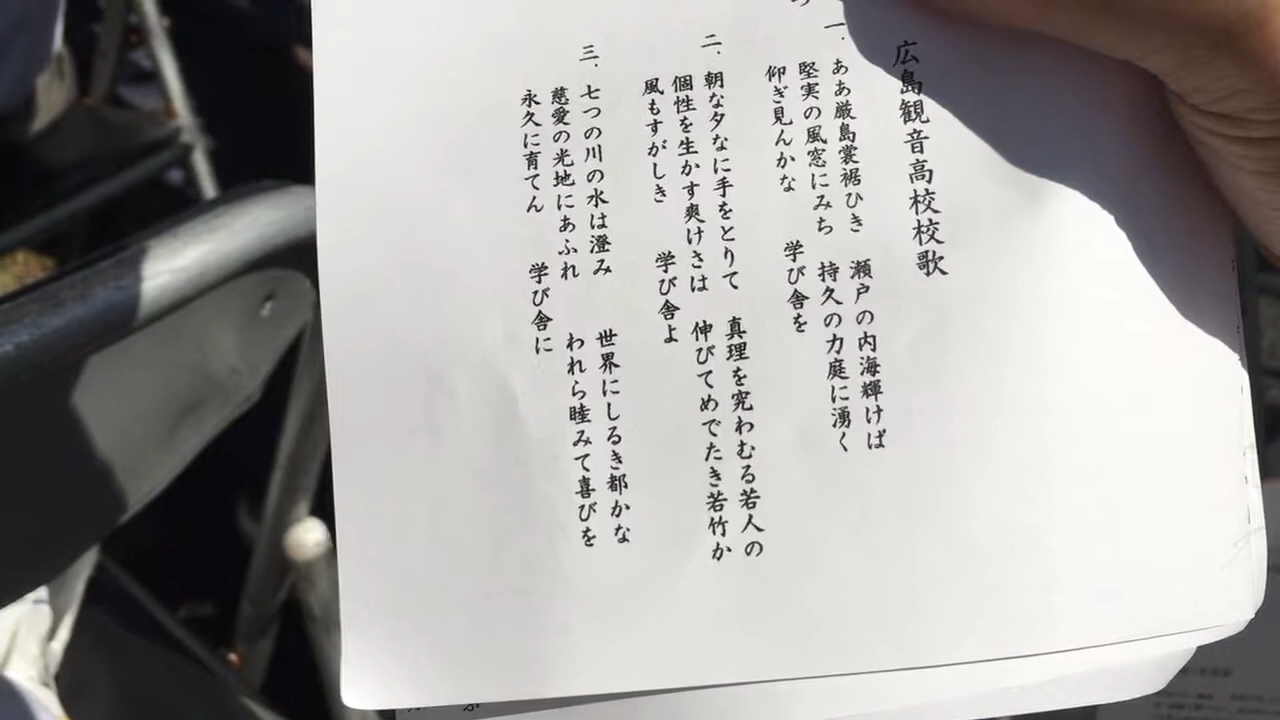 広島観音高校校歌
一. ああ厳島裳裾ひき 瀬戸の内海輝けば
堅実の風窓にみち 持久の力庭に湧く
仰ぎ見んかな 学び舎を
二. 朝な夕なに手をとりて 真理を究わむる若人の
個性を生かす爽けさは 伸びてめでたき若竹か
風もすがしき 学び舎よ
三. 七つの川の水は澄み 世界にしるき都かな
慈愛の光地にあふれ われら睦みて喜びを
永久に育てん 学び舎に